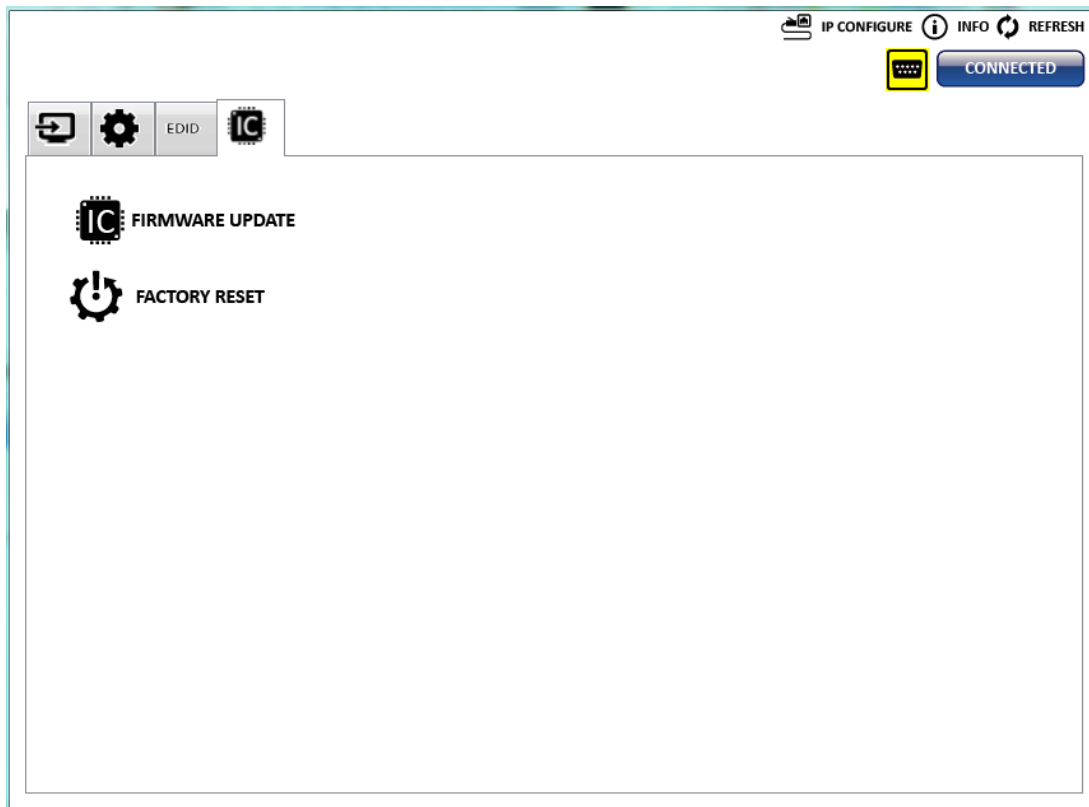 IP CONFIGURE INFO REFRESH
CONNECTED
EDID IC
IC FIRMWARE UPDATE
FACTORY RESET